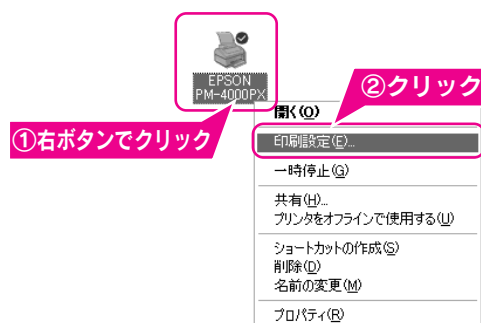 EPSON
PM-4000PX
②クリック
①右ボタンでクリック
開く(O)
印刷設定(E)...
一時停止(G)
共有(H)...
プリンタをオフラインで使用する(U)
ショートカットの作成(S)
削除(D)
名前の変更(M)
プロパティ(R)